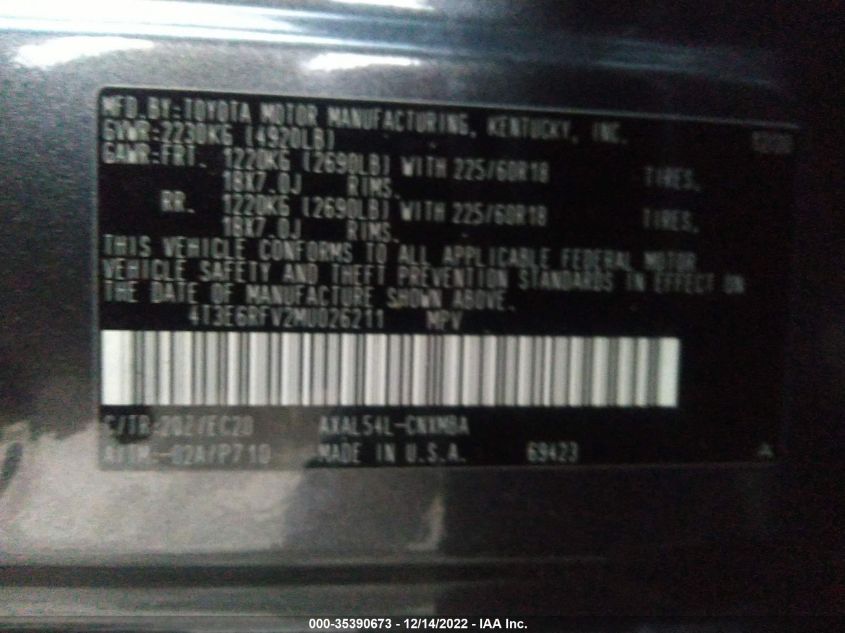 MFD.BY:TOYOTA MOTOR MANUFACTURING, KENTUCKY, INC.
GVWR:2230KG (4920LB)
GAWR:FRT. 1220KG (2690LB) WITH 225/60R18 TIRES,
18X7.0J RIMS.
RR. 1220KG (2690LB) WITH 225/60R18 TIRES,
18X7.0J RIMS.
THIS VEHICLE CONFORMS TO ALL APPLICABLE FEDERAL MOTOR
VEHICLE SAFETY AND THEFT PREVENTION STANDARDS IN EFFECT ON
THE DATE OF MANUFACTURE SHOWN ABOVE.
4T3E6RFV2MU026211 MPV
C/TR:202/EC20 AXAL54L-CNXMBA
A/TM:-02A/P710 MADE IN U.S.A. 69423
000-35390673 - 12/14/2022 - IAA Inc.